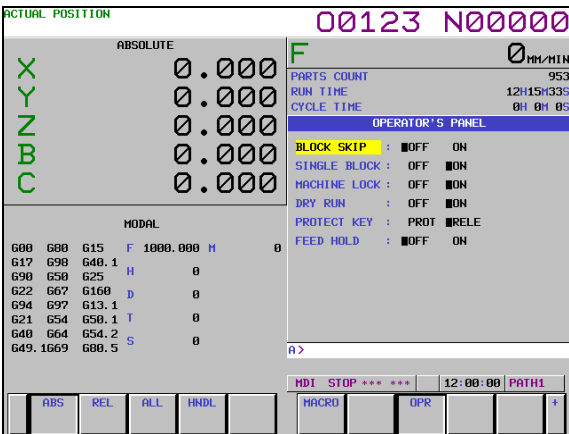 ACTUAL POSITION
O0123 N00000
ABSOLUTE
X 0.000
Y 0.000
Z 0.000
B 0.000
C 0.000
F 0 MM/MIN
PARTS COUNT 953
RUN TIME 12H15M33S
CYCLE TIME 0H 0M 0S
OPERATOR'S PANEL
BLOCK SKIP : ■OFF ON
SINGLE BLOCK : OFF ■ON
MACHINE LOCK : OFF ■ON
DRY RUN : OFF ■ON
PROTECT KEY : PROT ■RELE
FEED HOLD : ■OFF ON
MODAL
G00 G80 G15 F 1000.000 M 0
G17 G98 G40.1
G90 G50 G25 H 0
G22 G67 G160 D 0
G94 G97 G13.1
G21 G54 G50.1 T 0
G40 G64 G54.2 S 0
G49.1G69 G80.5
A>
MDI STOP *** *** 12:00:00 PATH1
ABS REL ALL HNDL MACRO OPR +